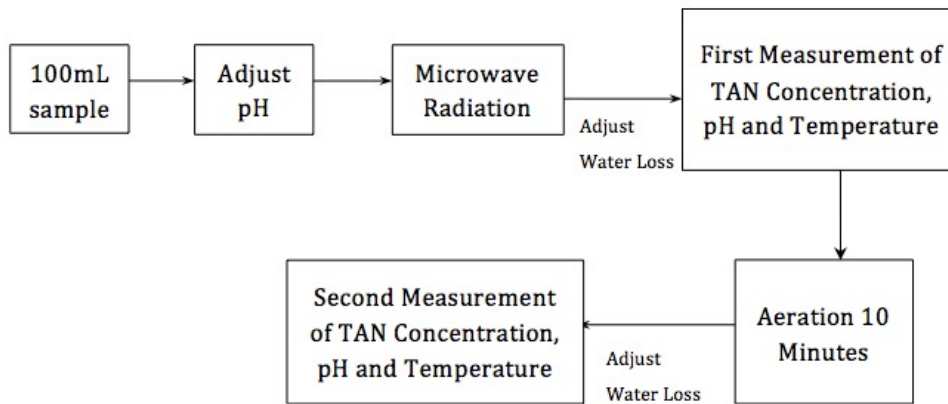 100mL
sample
Adjust
pH
Microwave
Radiation
Adjust
Water Loss
First Measurement of
TAN Concentration,
pH and Temperature
Aeration 10
Minutes
Adjust
Water Loss
Second Measurement
of TAN Concentration,
pH and Temperature